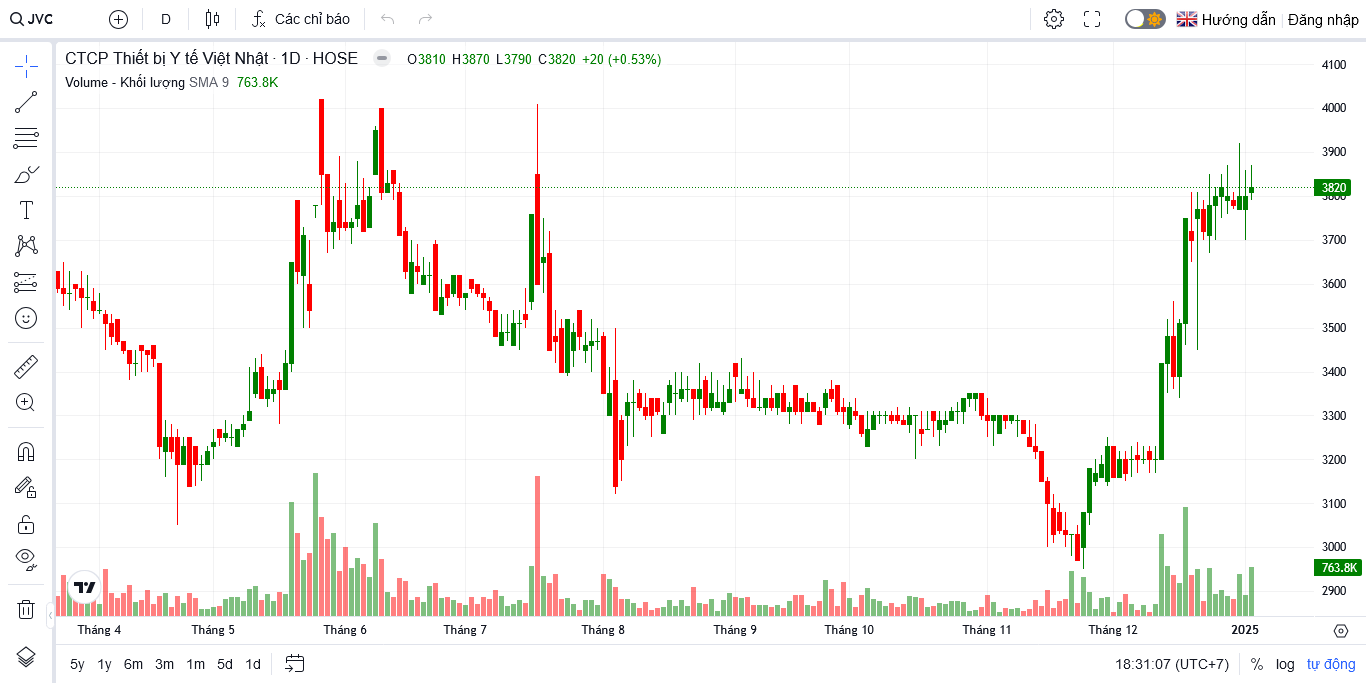 JVC D Các chỉ báo Hướng dẫn Đăng nhập
CTCP Thiết bị Y tế Việt Nhật · 1D · HOSE O3810 H3870 L3790 C3820 +20 (+0.53%)
Volume - Khối lượng SMA 9 763.8K
4100
4000
3900
3820
3800
3700
3600
3500
3400
3300
3200
3100
3000
763.8K
2900
Tháng 4 Tháng 5 Tháng 6 Tháng 7 Tháng 8 Tháng 9 Tháng 10 Tháng 11 Tháng 12 2025
5y 1y 6m 3m 1m 5d 1d 18:31:07 (UTC+7) % log tự động